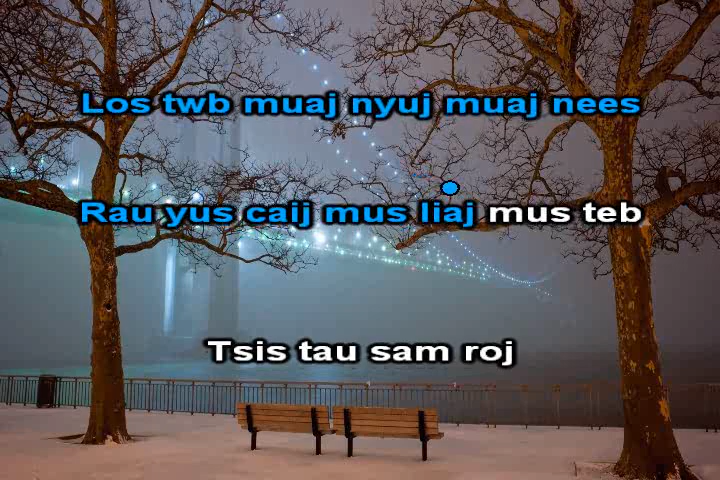 Los twb muaj nyuj muaj nees
Rau yus caij mus liaj mus teb
Tsis tau sam roj